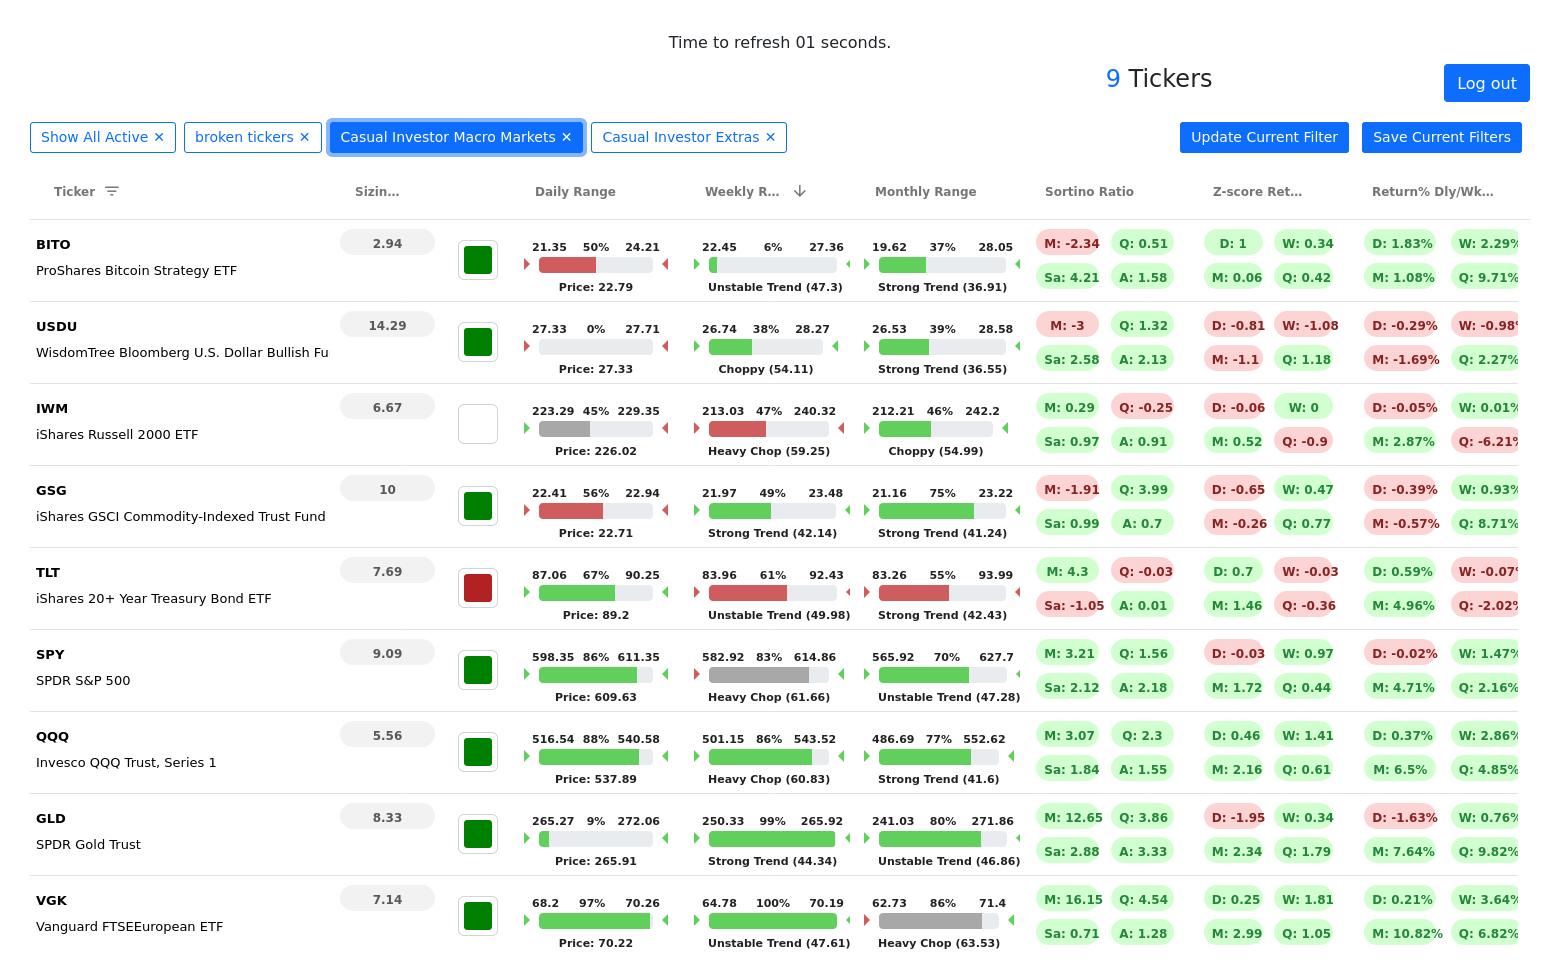 Time to refresh 01 seconds.
9 Tickers
Log out
Show All Active ✕ broken tickers ✕ Casual Investor Macro Markets ✕ Casual Investor Extras ✕ Update Current Filter Save Current Filters
Ticker Sizin… Daily Range Weekly R… Monthly Range Sortino Ratio Z-score Ret… Return% Dly/Wk…
BITO 2.94 21.35 50% 24.21 22.45 6% 27.36 19.62 37% 28.05 M: -2.34 Q: 0.51 D: 1 W: 0.34 D: 1.83% W: 2.29%
ProShares Bitcoin Strategy ETF Sa: 4.21 A: 1.58 M: 0.06 Q: 0.42 M: 1.08% Q: 9.71%
Price: 22.79 Unstable Trend (47.3) Strong Trend (36.91)
USDU 14.29 27.33 0% 27.71 26.74 38% 28.27 26.53 39% 28.58 M: -3 Q: 1.32 D: -0.81 W: -1.08 D: -0.29% W: -0.98%
WisdomTree Bloomberg U.S. Dollar Bullish Fu Sa: 2.58 A: 2.13 M: -1.1 Q: 1.18 M: -1.69% Q: 2.27%
Price: 27.33 Choppy (54.11) Strong Trend (36.55)
IWM 6.67 223.29 45% 229.35 213.03 47% 240.32 212.21 46% 242.2 M: 0.29 Q: -0.25 D: -0.06 W: 0 D: -0.05% W: 0.01%
iShares Russell 2000 ETF Sa: 0.97 A: 0.91 M: 0.52 Q: -0.9 M: 2.87% Q: -6.21%
Price: 226.02 Heavy Chop (59.25) Choppy (54.99)
GSG 10 22.41 56% 22.94 21.97 49% 23.48 21.16 75% 23.22 M: -1.91 Q: 3.99 D: -0.65 W: 0.47 D: -0.39% W: 0.93%
iShares GSCI Commodity-Indexed Trust Fund Sa: 0.99 A: 0.7 M: -0.26 Q: 0.77 M: -0.57% Q: 8.71%
Price: 22.71 Strong Trend (42.14) Strong Trend (41.24)
TLT 7.69 87.06 67% 90.25 83.96 61% 92.43 83.26 55% 93.99 M: 4.3 Q: -0.03 D: 0.7 W: -0.03 D: 0.59% W: -0.07%
iShares 20+ Year Treasury Bond ETF Sa: -1.05 A: 0.01 M: 1.46 Q: -0.36 M: 4.96% Q: -2.02%
Price: 89.2 Unstable Trend (49.98) Strong Trend (42.43)
SPY 9.09 598.35 86% 611.35 582.92 83% 614.86 565.92 70% 627.7 M: 3.21 Q: 1.56 D: -0.03 W: 0.97 D: -0.02% W: 1.47%
SPDR S&P 500 Sa: 2.12 A: 2.18 M: 1.72 Q: 0.44 M: 4.71% Q: 2.16%
Price: 609.63 Heavy Chop (61.66) Unstable Trend (47.28)
QQQ 5.56 516.54 88% 540.58 501.15 86% 543.52 486.69 77% 552.62 M: 3.07 Q: 2.3 D: 0.46 W: 1.41 D: 0.37% W: 2.86%
Invesco QQQ Trust, Series 1 Sa: 1.84 A: 1.55 M: 2.16 Q: 0.61 M: 6.5% Q: 4.85%
Price: 537.89 Heavy Chop (60.83) Strong Trend (41.6)
GLD 8.33 265.27 9% 272.06 250.33 99% 265.92 241.03 80% 271.86 M: 12.65 Q: 3.86 D: -1.95 W: 0.34 D: -1.63% W: 0.76%
SPDR Gold Trust Sa: 2.88 A: 3.33 M: 2.34 Q: 1.79 M: 7.64% Q: 9.82%
Price: 265.91 Strong Trend (44.34) Unstable Trend (46.86)
VGK 7.14 68.2 97% 70.26 64.78 100% 70.19 62.73 86% 71.4 M: 16.15 Q: 4.54 D: 0.25 W: 1.81 D: 0.21% W: 3.64%
Vanguard FTSEEuropean ETF Sa: 0.71 A: 1.28 M: 2.99 Q: 1.05 M: 10.82% Q: 6.82%
Price: 70.22 Unstable Trend (47.61) Heavy Chop (63.53)